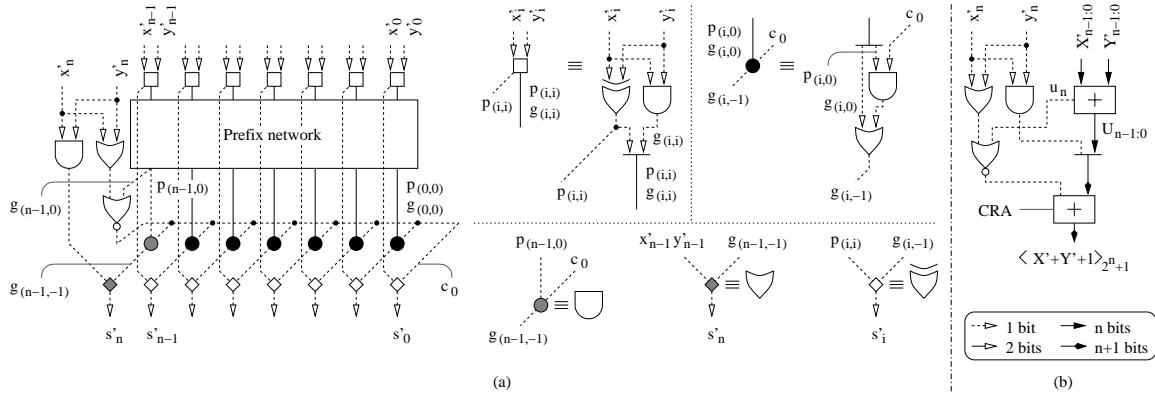 x'n-1 y'n-1
x'0 y'0
x'n
y'n
Prefix network
g(n-1,0)
p(n-1,0)
p(0,0)
g(0,0)
g(n-1,-1)
c0
s'n
s'n-1
s'0
x'i y'i
≡
x'i
y'i
p(i,i)
p(i,i)
g(i,i)
p(i,i)
g(i,i)
p(i,i)
g(i,i)
p(i,0)
g(i,0)
c0
g(i,-1)
≡
c0
p(i,0)
g(i,0)
g(i,-1)
p(n-1,0)
c0
≡
g(n-1,-1)
x'n-1 y'n-1
g(n-1,-1)
≡
s'n
p(i,i)
g(i,-1)
≡
s'i
(a)
x'n
y'n
X'n-1:0
Y'n-1:0
un
+
Un-1:0
CRA
+
⟨ X'+Y'+1⟩2n+1
1 bit
n bits
2 bits
n+1 bits
(b)